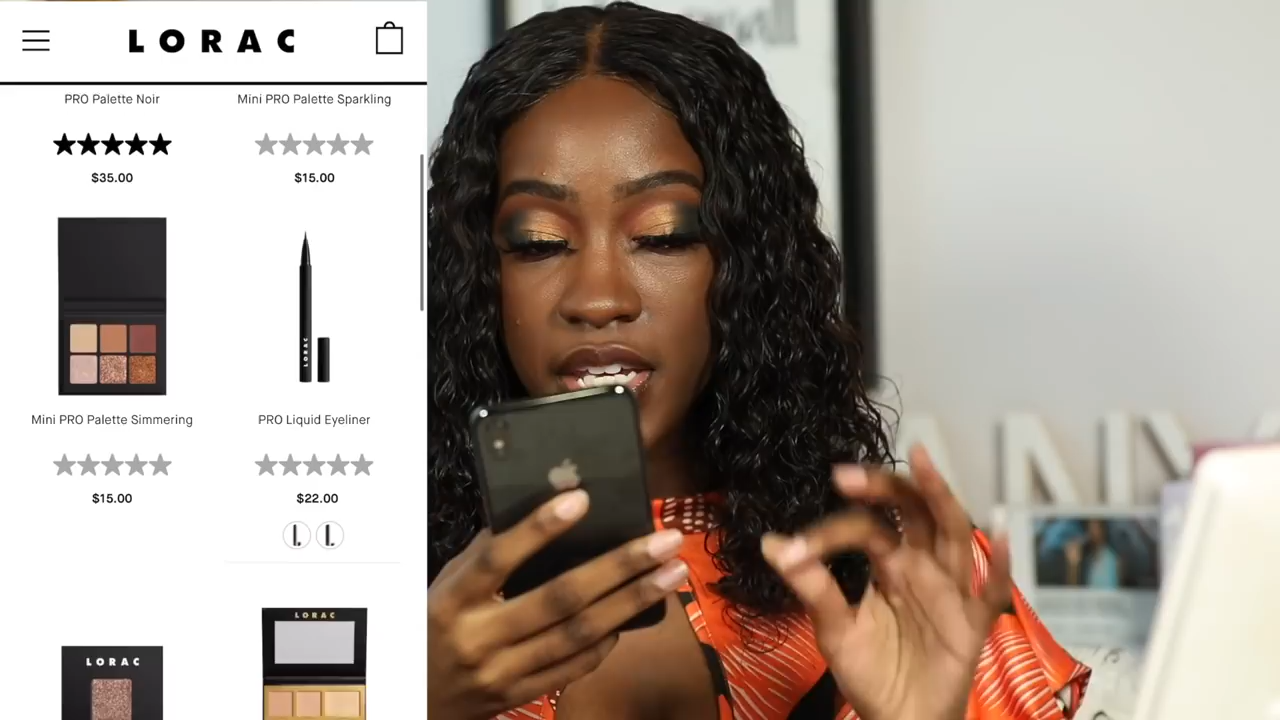 LORAC
PRO Palette Noir
Mini PRO Palette Sparkling
$35.00
$15.00
LORAC
Mini PRO Palette Simmering
PRO Liquid Eyeliner
$15.00
$22.00
LORAC
LORAC